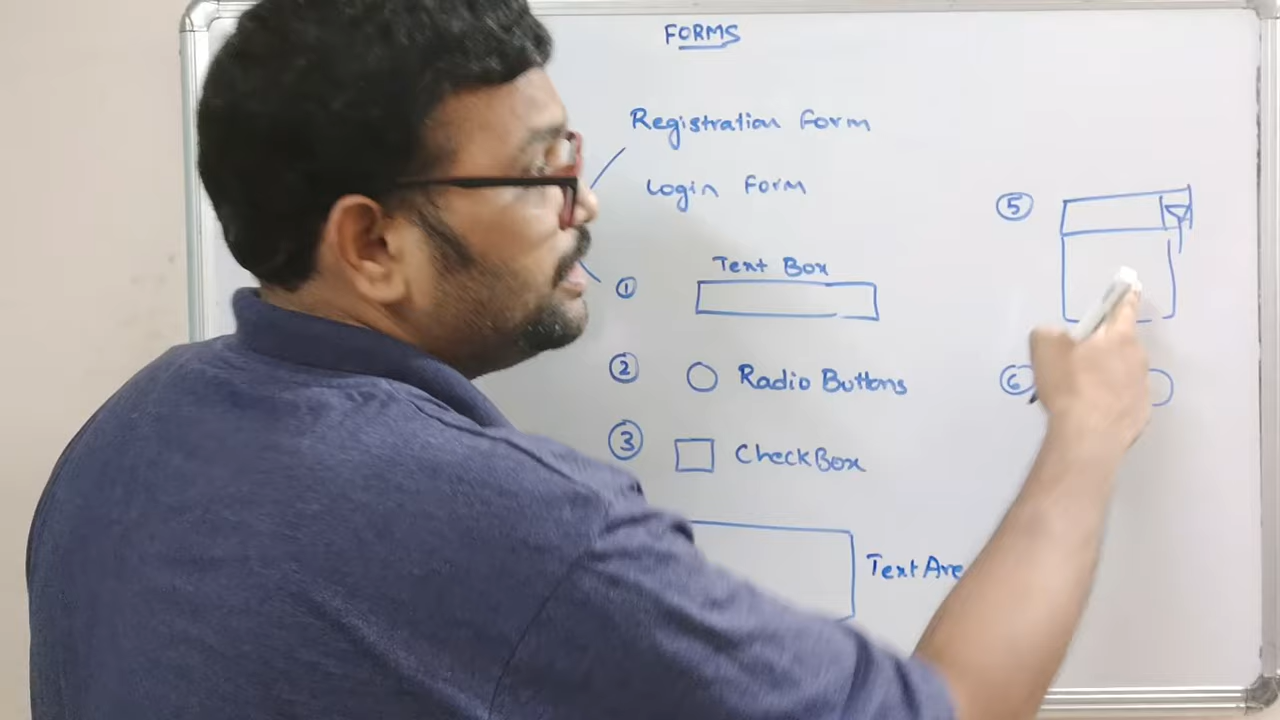 FORMS
Registration Form
Login Form
Text Box
①
② Radio Buttons
③ CheckBox
TextAre
⑤
⑥